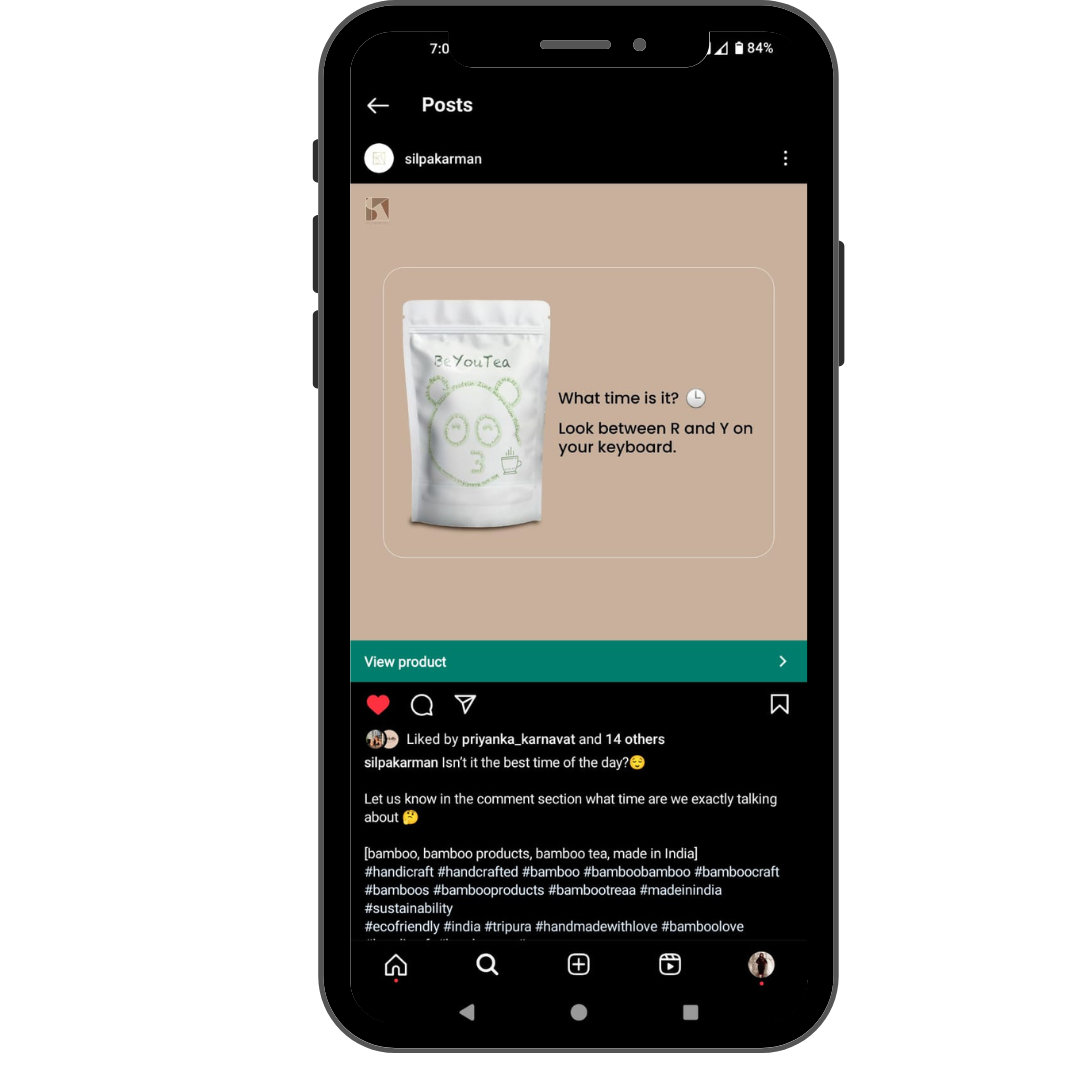 7:0
84%
Posts
silpakarman
BeYouTea
What time is it? 🕒
Look between R and Y on
your keyboard.
View product
Liked by priyanka_karnavat and 14 others
silpakarman Isn't it the best time of the day?😌
Let us know in the comment section what time are we exactly talking
about 🤔
[bamboo, bamboo products, bamboo tea, made in India]
#handicraft #handcrafted #bamboo #bamboobamboo #bamboocraft
#bamboos #bambooproducts #bambootreaa #madeinindia
#sustainability
#ecofriendly #india #tripura #handmadewithlove #bamboolove